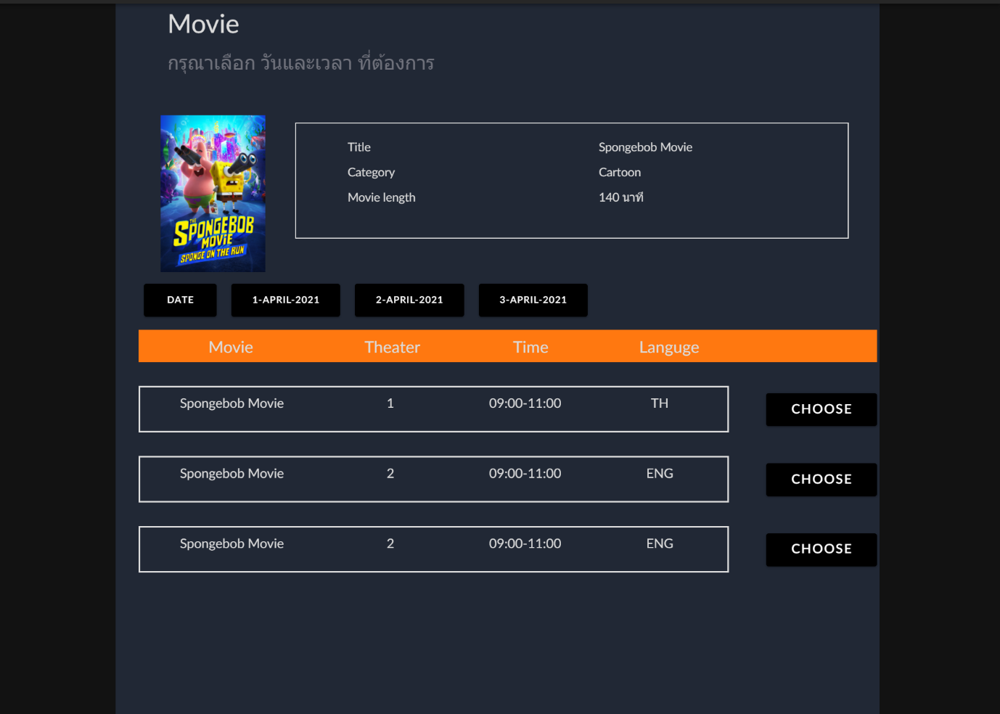 Movie
กรุณาเลือก วันและเวลา ที่ต้องการ
THE
SPONGEBOB
MOVIE
SPONGE ON THE RUN
Title Spongebob Movie
Category Cartoon
Movie length 140 นาที
DATE 1-APRIL-2021 2-APRIL-2021 3-APRIL-2021
Movie Theater Time Languge
Spongebob Movie 1 09:00-11:00 TH CHOOSE
Spongebob Movie 2 09:00-11:00 ENG CHOOSE
Spongebob Movie 2 09:00-11:00 ENG CHOOSE